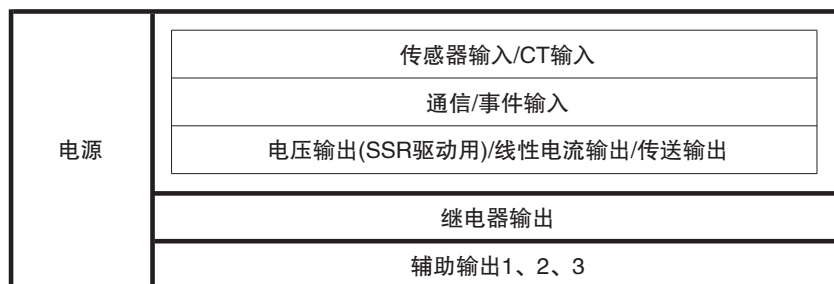 传感器输入/CT输入
通信/事件输入
电源
电压输出(SSR驱动用)/线性电流输出/传送输出
继电器输出
辅助输出1、2、3